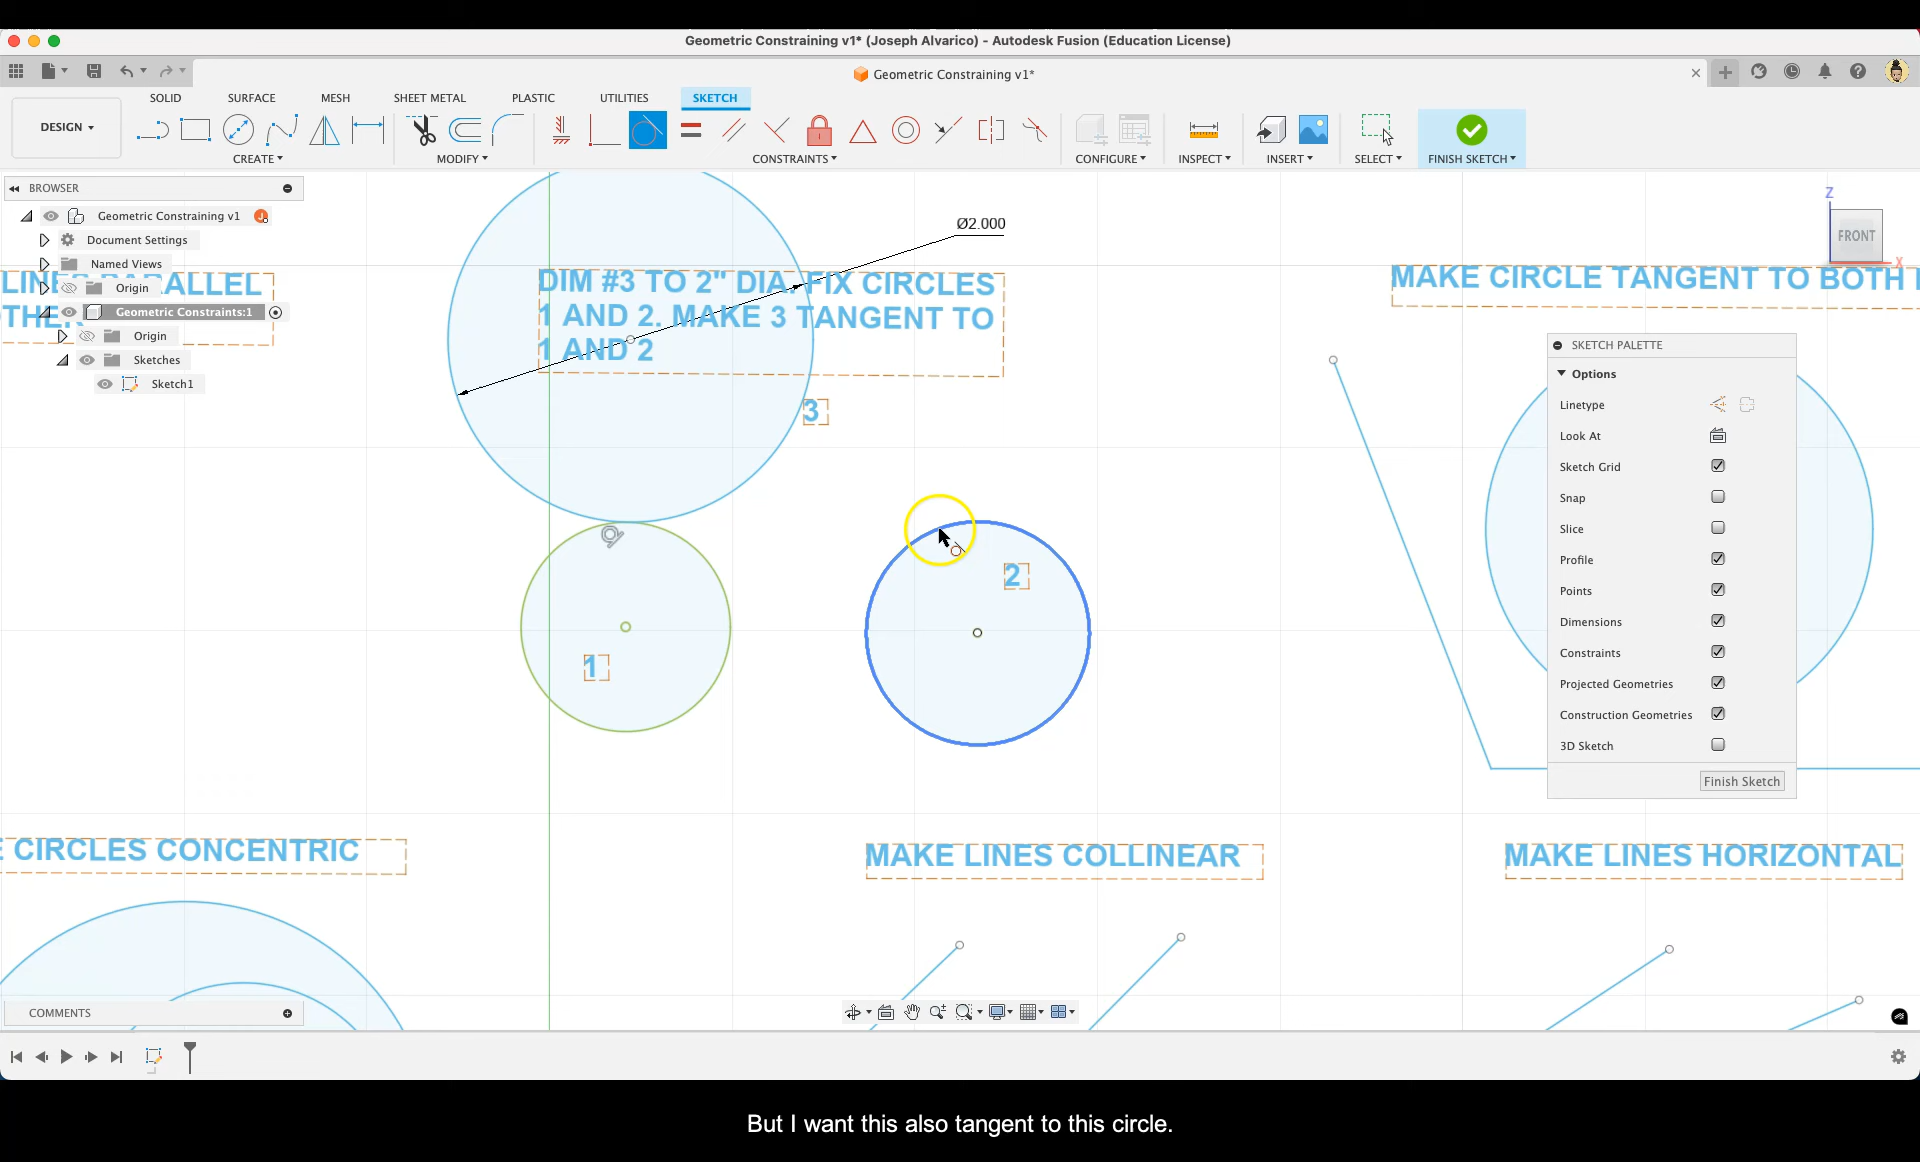 Geometric Constraining v1* (Joseph Alvarico) - Autodesk Fusion (Education License)
Geometric Constraining v1*
SOLID
SURFACE
MESH
SHEET METAL
PLASTIC
UTILITIES
SKETCH
DESIGN
CREATE
MODIFY
CONSTRAINTS
CONFIGURE
INSPECT
INSERT
SELECT
FINISH SKETCH
BROWSER
Geometric Constraining v1
Document Settings
Named Views
Origin
Geometric Constraints:1
Origin
Sketches
Sketch1
ALLEL
Ø2.000
DIM #3 TO 2" DIA. FIX CIRCLES
1 AND 2. MAKE 3 TANGENT TO
1 AND 2
3
1
2
MAKE CIRCLE TANGENT TO BOTH
Z
FRONT
X
SKETCH PALETTE
Options
Linetype
Look At
Sketch Grid
Snap
Slice
Profile
Points
Dimensions
Constraints
Projected Geometries
Construction Geometries
3D Sketch
Finish Sketch
E CIRCLES CONCENTRIC
MAKE LINES COLLINEAR
MAKE LINES HORIZONTAL
COMMENTS
But I want this also tangent to this circle.